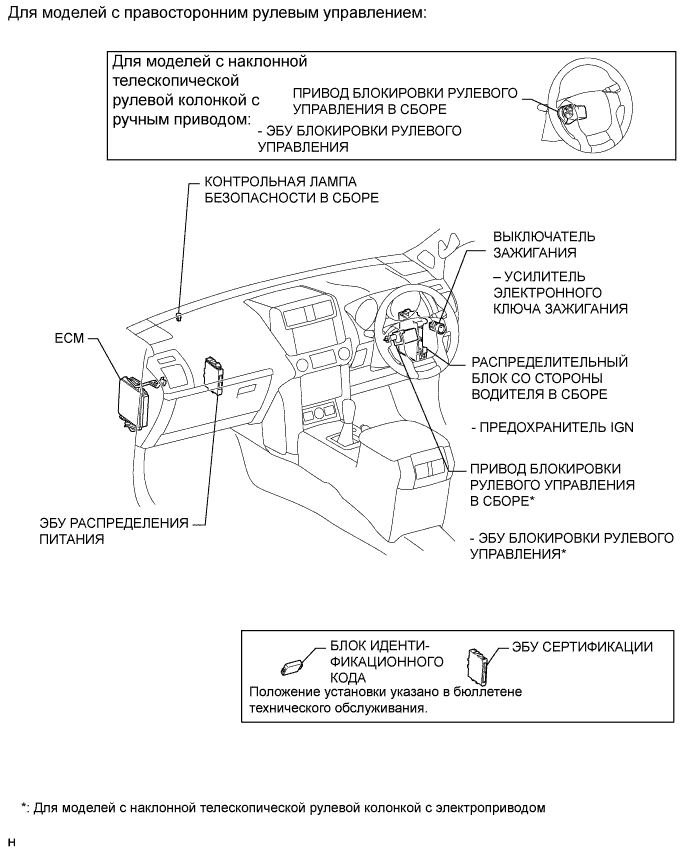 Для моделей с правосторонним рулевым управлением:
Для моделей с наклонной
телескопической
рулевой колонкой с
ручным приводом:
ПРИВОД БЛОКИРОВКИ РУЛЕВОГО
УПРАВЛЕНИЯ В СБОРЕ
- ЭБУ БЛОКИРОВКИ РУЛЕВОГО
УПРАВЛЕНИЯ
КОНТРОЛЬНАЯ ЛАМПА
БЕЗОПАСНОСТИ В СБОРЕ
ВЫКЛЮЧАТЕЛЬ
ЗАЖИГАНИЯ
– УСИЛИТЕЛЬ
ЭЛЕКТРОННОГО
КЛЮЧА ЗАЖИГАНИЯ
ECM
РАСПРЕДЕЛИТЕЛЬНЫЙ
БЛОК СО СТОРОНЫ
ВОДИТЕЛЯ В СБОРЕ
- ПРЕДОХРАНИТЕЛЬ IGN
ПРИВОД БЛОКИРОВКИ
РУЛЕВОГО УПРАВЛЕНИЯ
В СБОРЕ*
ЭБУ РАСПРЕДЕЛЕНИЯ
ПИТАНИЯ
- ЭБУ БЛОКИРОВКИ РУЛЕВОГО
УПРАВЛЕНИЯ*
БЛОК ИДЕНТИ-
ФИКАЦИОННОГО
КОДА
ЭБУ СЕРТИФИКАЦИИ
Положение установки указано в бюллетене
технического обслуживания.
*: Для моделей с наклонной телескопической рулевой колонкой с электроприводом
H